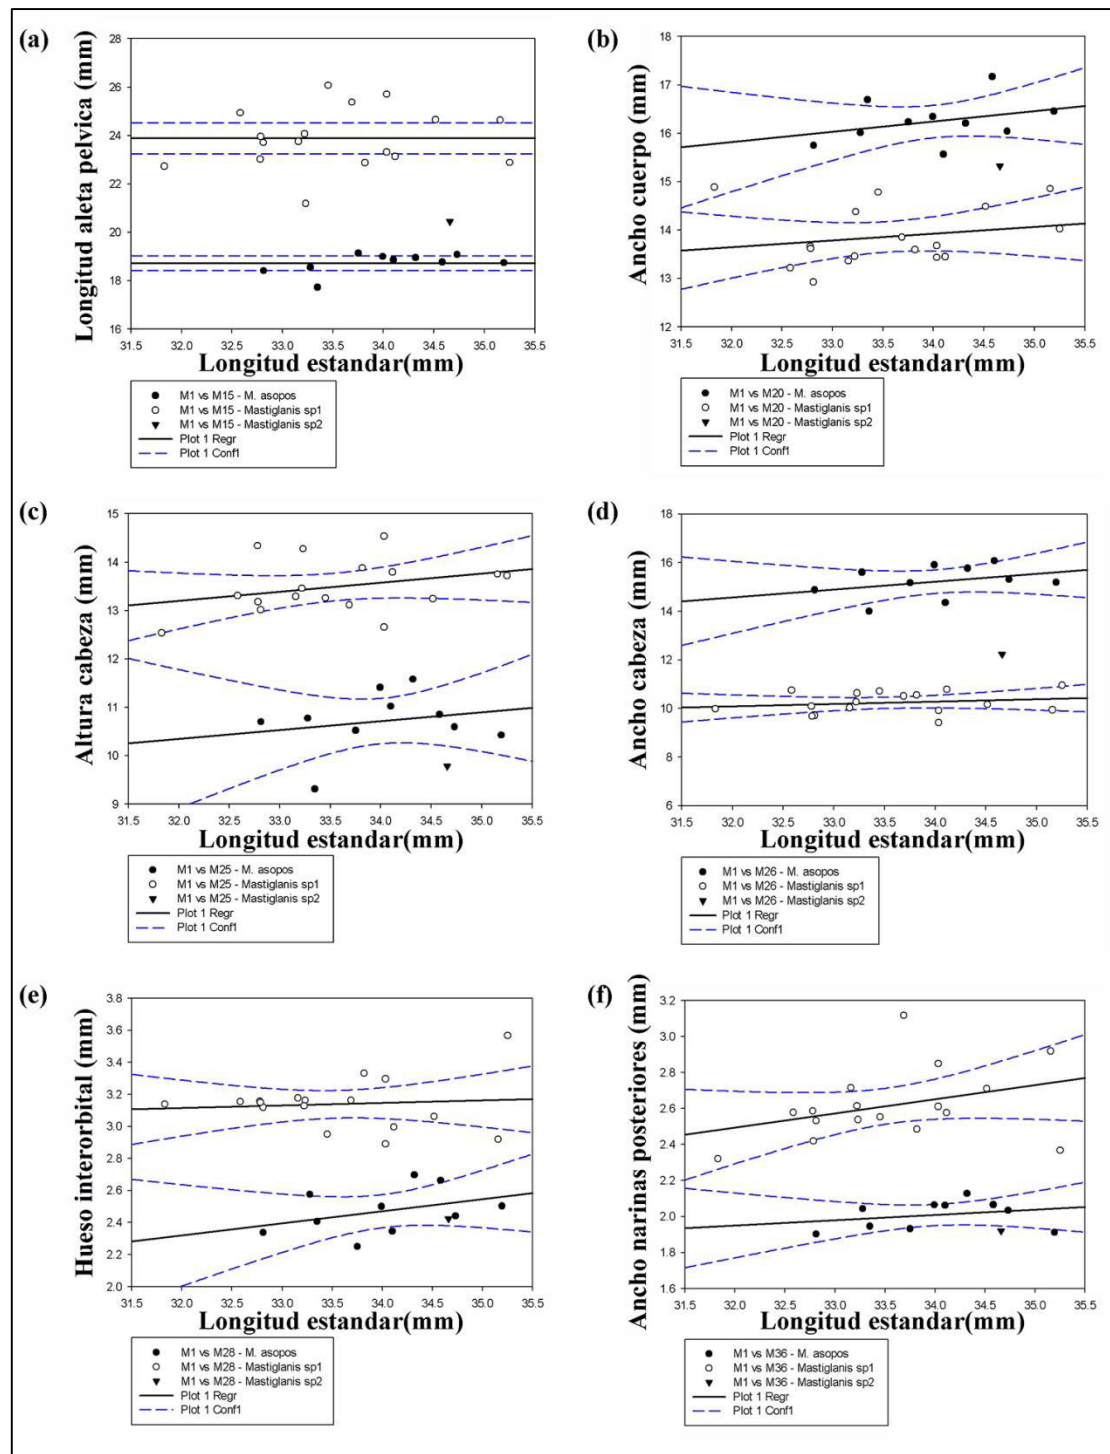 (a)
Longitud aleta pelvica (mm)
28
26
24
22
20
18
16
31.5 32.0 32.5 33.0 33.5 34.0 34.5 35.0 35.5
Longitud estandar(mm)
M1 vs M15 - M. asopos
M1 vs M15 - Mastiglanis sp1
M1 vs M15 - Mastiglanis sp2
Plot 1 Regr
Plot 1 Conf1
(b)
Ancho cuerpo (mm)
18
17
16
15
14
13
12
31.5 32.0 32.5 33.0 33.5 34.0 34.5 35.0 35.5
Longitud estandar(mm)
M1 vs M20 - M. asopos
M1 vs M20 - Mastiglanis sp1
M1 vs M20 - Mastiglanis sp2
Plot 1 Regr
Plot 1 Conf1
(c)
Altura cabeza (mm)
15
14
13
12
11
10
9
31.5 32.0 32.5 33.0 33.5 34.0 34.5 35.0 35.5
Longitud estandar(mm)
M1 vs M25 - M. asopos
M1 vs M25 - Mastiglanis sp1
M1 vs M25 - Mastiglanis sp2
Plot 1 Regr
Plot 1 Conf1
(d)
Ancho cabeza (mm)
18
16
14
12
10
8
6
31.5 32.0 32.5 33.0 33.5 34.0 34.5 35.0 35.5
Longitud estandar(mm)
M1 vs M26 - M. asopos
M1 vs M26 - Mastiglanis sp1
M1 vs M26 - Mastiglanis sp2
Plot 1 Regr
Plot 1 Conf1
(e)
Hueso interorbital (mm)
3.8
3.6
3.4
3.2
3.0
2.8
2.6
2.4
2.2
2.0
31.5 32.0 32.5 33.0 33.5 34.0 34.5 35.0 35.5
Longitud estandar(mm)
M1 vs M28 - M. asopos
M1 vs M28 - Mastiglanis sp1
M1 vs M28 - Mastiglanis sp2
Plot 1 Regr
Plot 1 Conf1
(f)
Ancho narinas posteriores (mm)
3.2
3.0
2.8
2.6
2.4
2.2
2.0
1.8
1.6
31.5 32.0 32.5 33.0 33.5 34.0 34.5 35.0 35.5
Longitud estandar(mm)
M1 vs M36 - M. asopos
M1 vs M36 - Mastiglanis sp1
M1 vs M36 - Mastiglanis sp2
Plot 1 Regr
Plot 1 Conf1